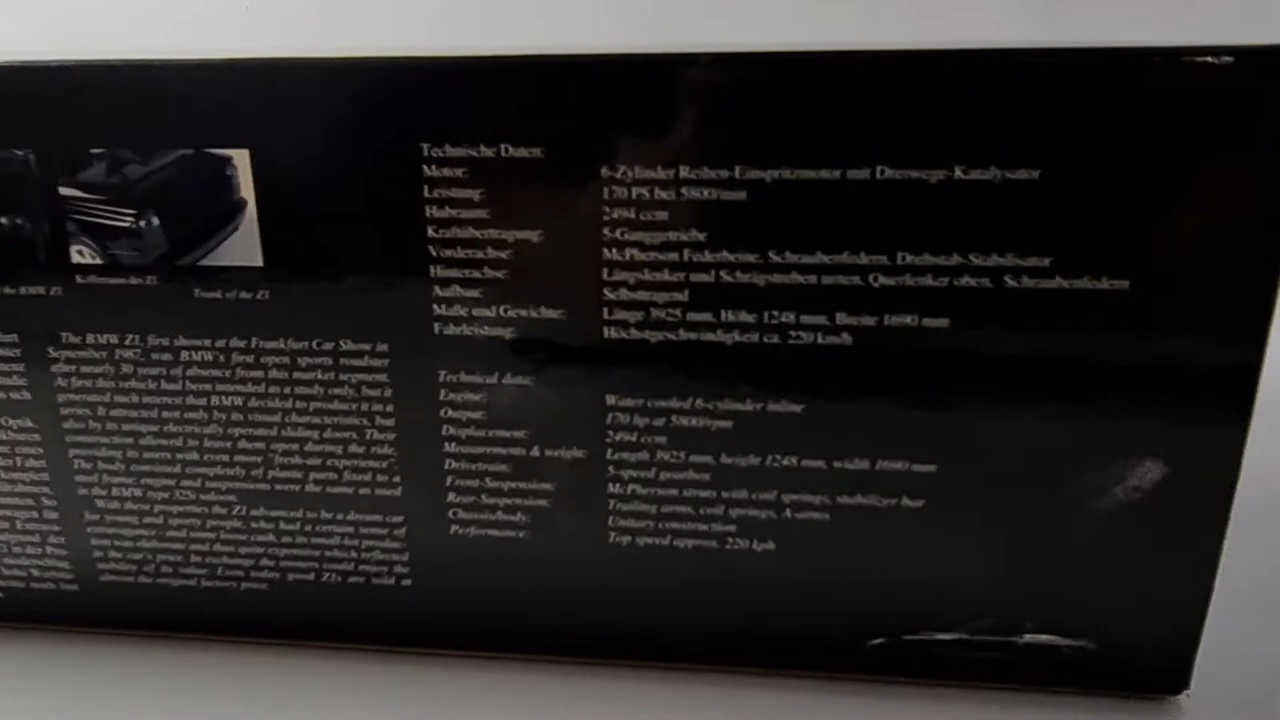 Kofferraum des Z1
the BMW Z1
Trunk of the Z1
The BMW Z1, first shown at the Frankfurt Car Show in
September 1987, was BMW's first open sports roadster
after nearly 30 years of absence from this market segment.
At first this vehicle had been intended as a study only, but it
generated such interest that BMW decided to produce it in a
series. It attracted not only by its visual characteristics, but
also by its unique electrically operated sliding doors. Their
construction allowed to leave them open during the ride,
providing its users with even more "fresh-air experience".
The body consisted completely of plastic parts fixed to a
steel frame, engine and suspensions were the same as used
in the BMW type 325i saloon.
With these properties the Z1 advanced to be a dream car
for young and sporty people, who had a certain sense of
extravagance - and some loose cash, as its small-lot produc-
tion was elaborate and thus quite expensive which reflected
in the car's price. In exchange the owners could enjoy the
stability of its value. Even today good Z1s are sold at
almost the original factory price.
Technische Daten:
Motor: 6-Zylinder Reihen-Einspritzmotor mit Dreiwege-Katalysator
Leistung: 170 PS bei 5800/min
Hubraum: 2494 ccm
Kraftübertragung: 5-Ganggetriebe
Vorderachse: McPherson Federbeine, Schraubenfedern, Drehstab-Stabilisator
Hinterachse: Längslenker und Schrägstreben unten, Querlenker oben, Schraubenfedern
Aufbau: Selbsttragend
Maße und Gewichte: Länge 3925 mm, Höhe 1248 mm, Breite 1690 mm
Fahrleistung: Höchstgeschwindigkeit ca. 220 km/h
Technical data:
Engine: Water cooled 6-cylinder inline
Output: 170 hp at 5800/rpm
Displacement: 2494 ccm
Measurements & weight: Length 3925 mm, height 1248 mm, width 1690 mm
Drivetrain: 5-speed gearbox
Front-Suspension: McPherson struts with coil springs, stabilizer bar
Rear-Suspension: Trailing arms, coil springs, A-arms
Chassis/body: Unitary construction
Performance: Top speed approx. 220 kph